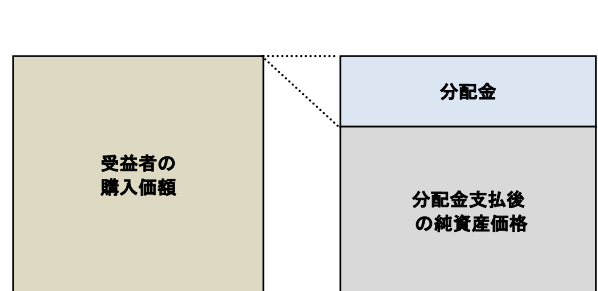 分配金
受益者の
購入価額
分配金支払後
の純資産価格